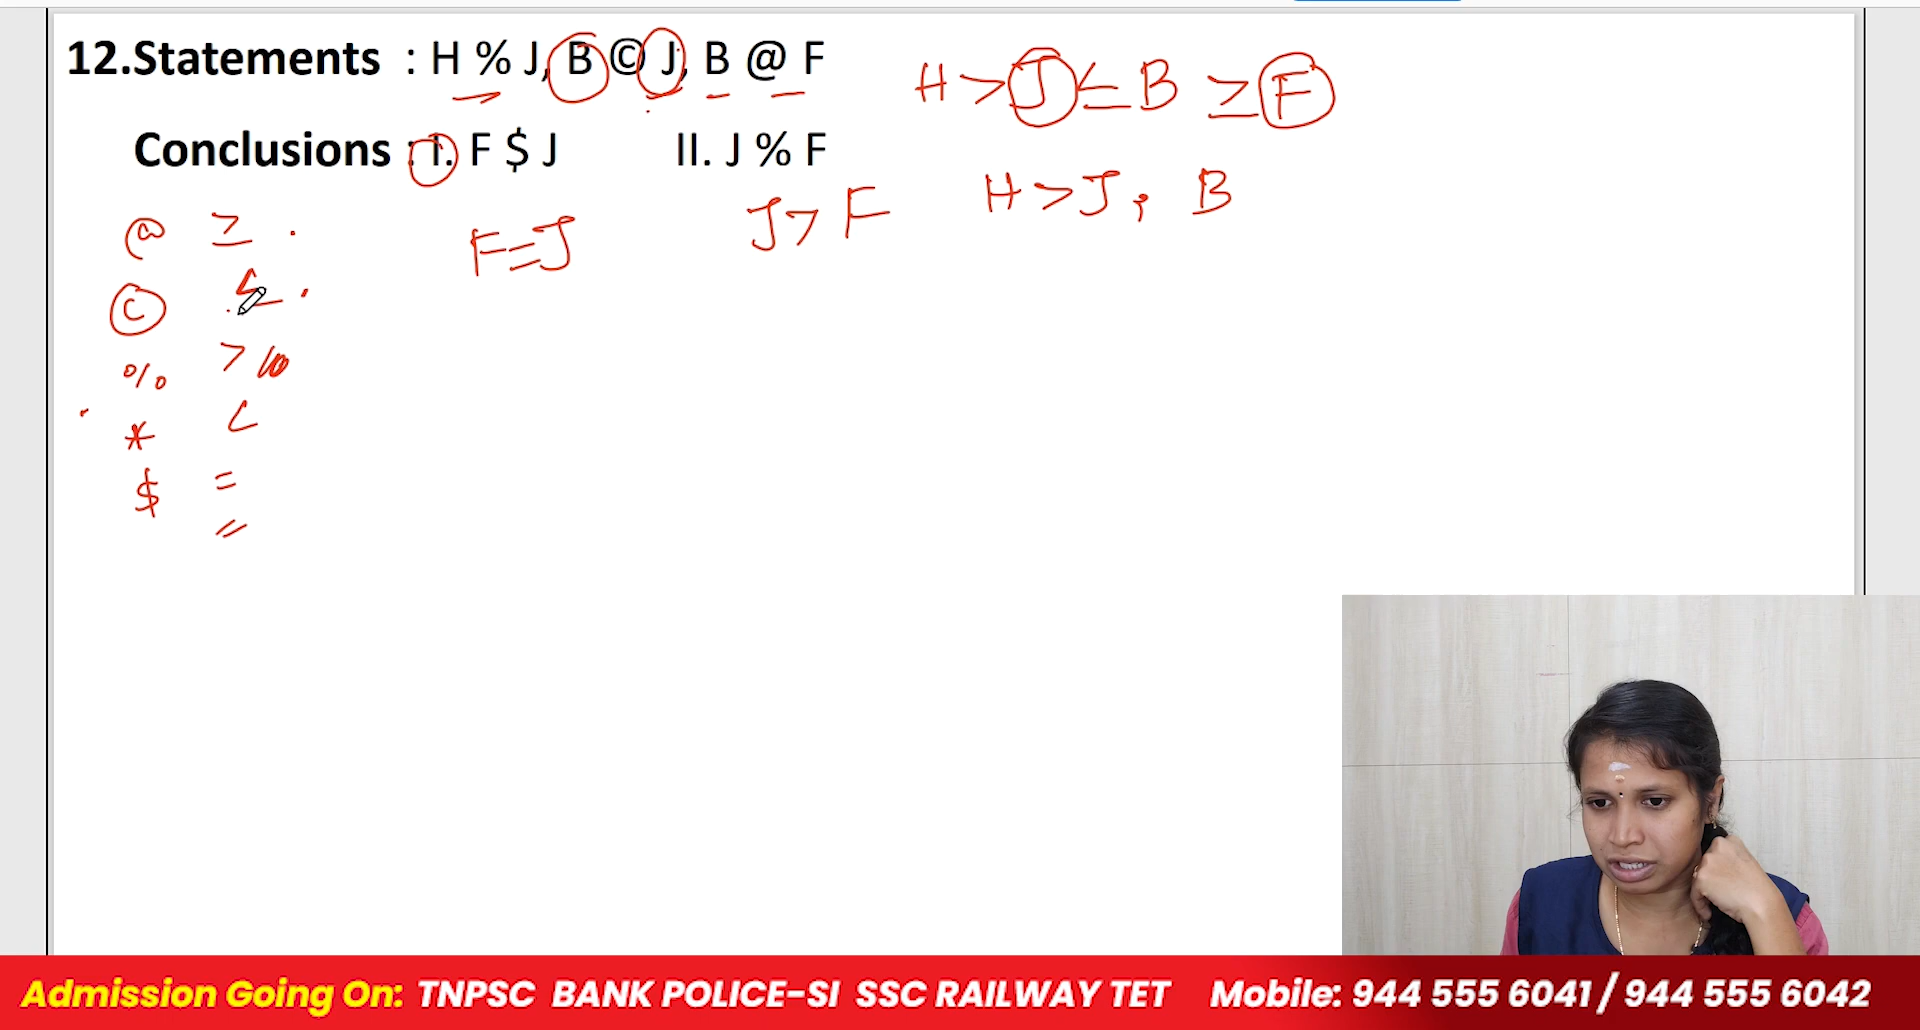 12.Statements : H % J, B © J, B @ F
H > J ≤ B ≥ F
Conclusions : I. F $ J II. J % F
H > J, B
J > F
F = J
@ ≥
© ≤
% >
* <
$ =
=
Admission Going On: TNPSC BANK POLICE-SI SSC RAILWAY TET Mobile: 944 555 6041 / 944 555 6042